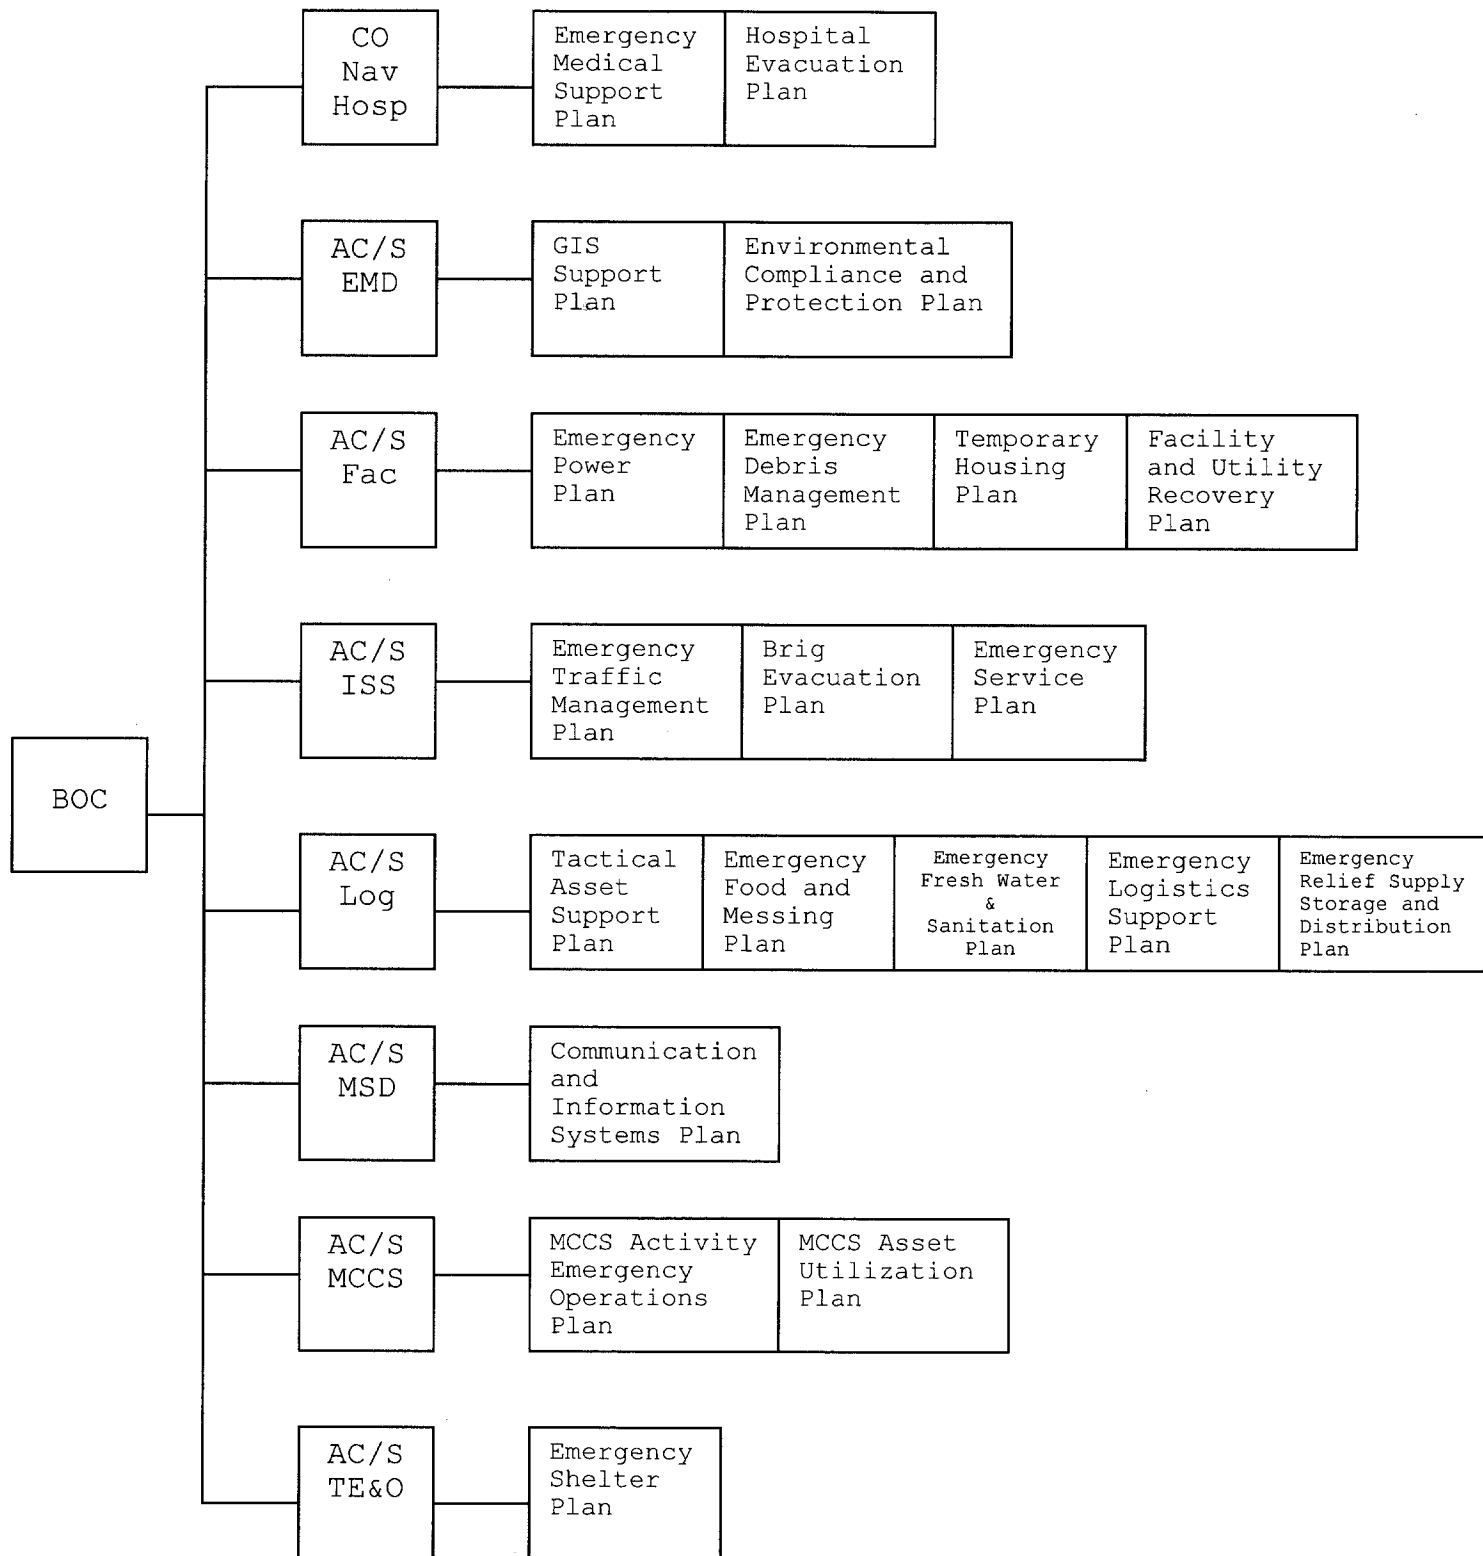 CO
Nav
Hosp
Emergency
Medical
Support
Plan
Hospital
Evacuation
Plan
AC/S
EMD
GIS
Support
Plan
Environmental
Compliance and
Protection Plan
AC/S
Fac
Emergency
Power
Plan
Emergency
Debris
Management
Plan
Temporary
Housing
Plan
Facility
and Utility
Recovery
Plan
AC/S
ISS
Emergency
Traffic
Management
Plan
Brig
Evacuation
Plan
Emergency
Service
Plan
BOC
AC/S
Log
Tactical
Asset
Support
Plan
Emergency
Food and
Messing
Plan
Emergency
Fresh Water
&
Sanitation
Plan
Emergency
Logistics
Support
Plan
Emergency
Relief Supply
Storage and
Distribution
Plan
AC/S
MSD
Communication
and
Information
Systems Plan
AC/S
MCCS
MCCS Activity
Emergency
Operations
Plan
MCCS Asset
Utilization
Plan
AC/S
TE&O
Emergency
Shelter
Plan